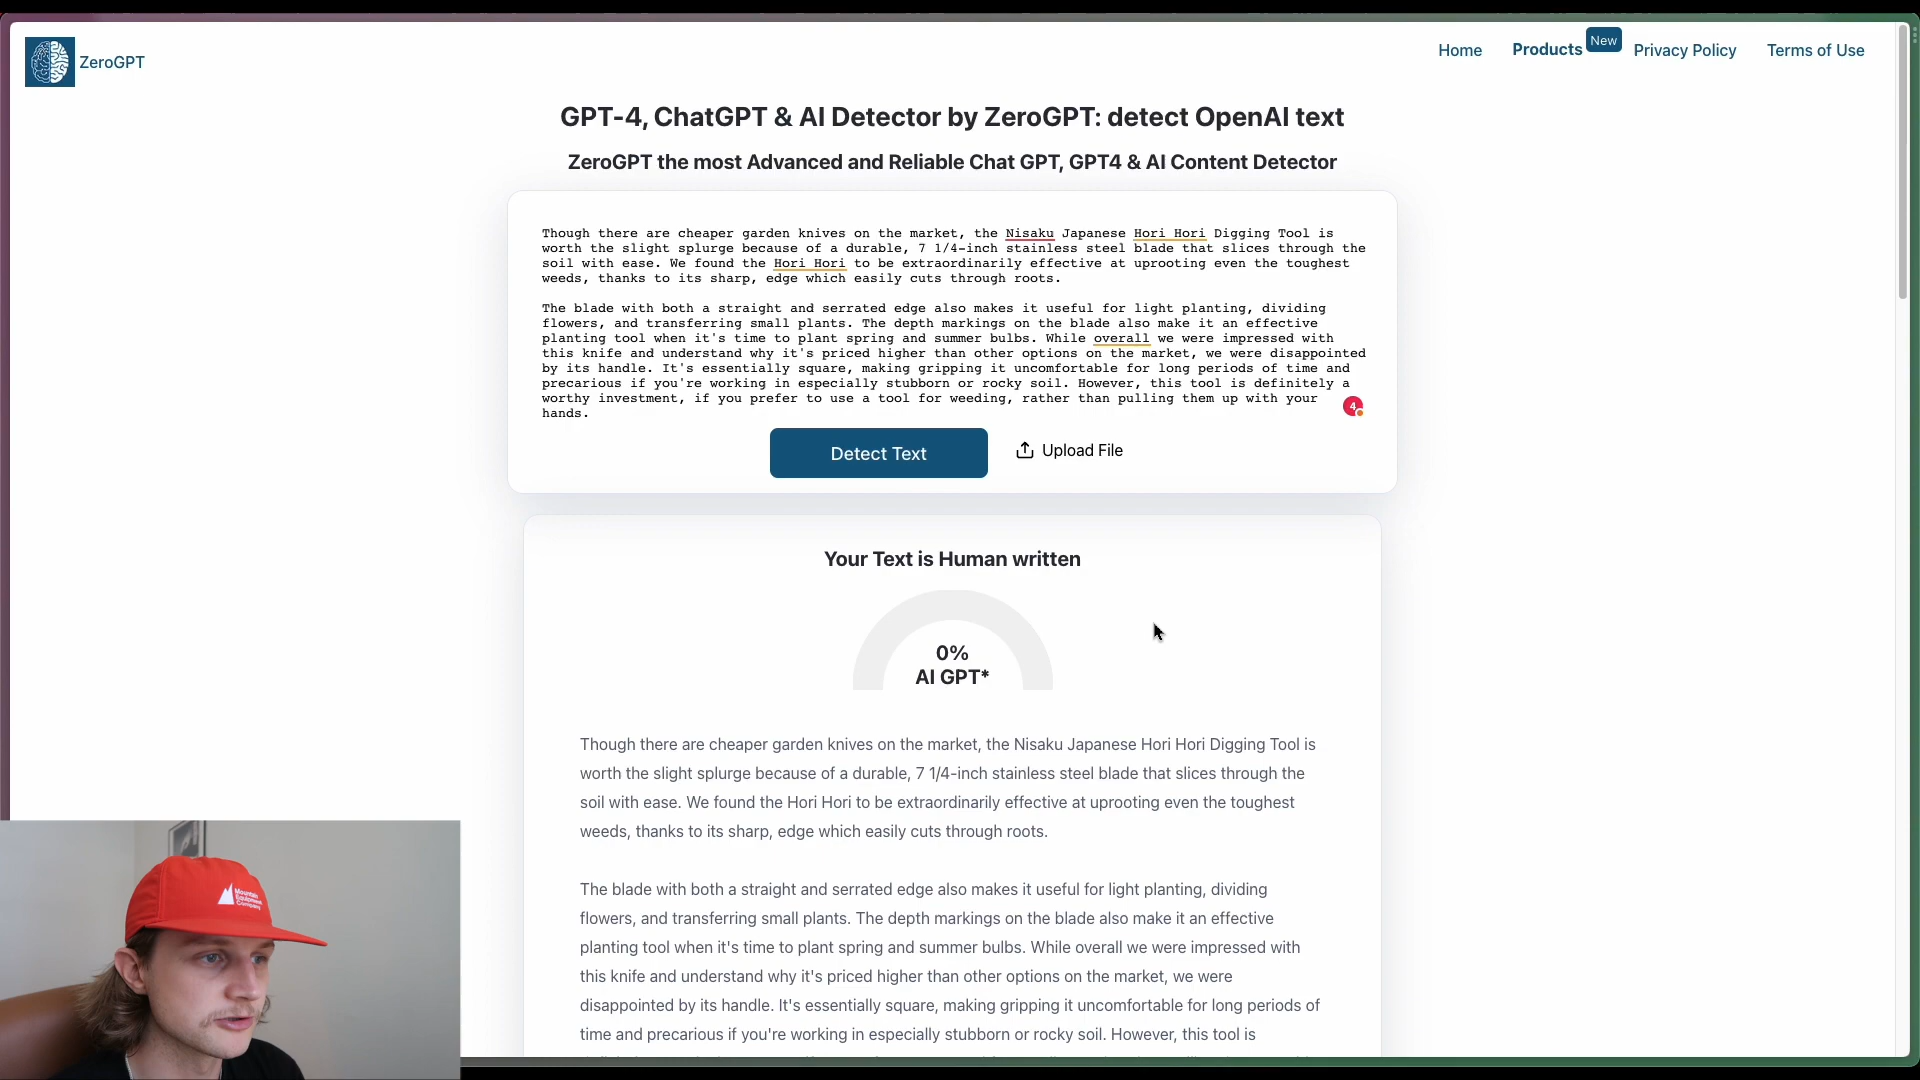 ZeroGPT
Home
Products
New
Privacy Policy
Terms of Use
GPT-4, ChatGPT & AI Detector by ZeroGPT: detect OpenAI text
ZeroGPT the most Advanced and Reliable Chat GPT, GPT4 & AI Content Detector
Though there are cheaper garden knives on the market, the Nisaku Japanese Hori Hori Digging Tool is
worth the slight splurge because of a durable, 7 1/4-inch stainless steel blade that slices through the
soil with ease. We found the Hori Hori to be extraordinarily effective at uprooting even the toughest
weeds, thanks to its sharp, edge which easily cuts through roots.
The blade with both a straight and serrated edge also makes it useful for light planting, dividing
flowers, and transferring small plants. The depth markings on the blade also make it an effective
planting tool when it's time to plant spring and summer bulbs. While overall we were impressed with
this knife and understand why it's priced higher than other options on the market, we were disappointed
by its handle. It's essentially square, making gripping it uncomfortable for long periods of time and
precarious if you're working in especially stubborn or rocky soil. However, this tool is definitely a
worthy investment, if you prefer to use a tool for weeding, rather than pulling them up with your
hands.
4
Detect Text
Upload File
Your Text is Human written
0%
AI GPT*
Though there are cheaper garden knives on the market, the Nisaku Japanese Hori Hori Digging Tool is
worth the slight splurge because of a durable, 7 1/4-inch stainless steel blade that slices through the
soil with ease. We found the Hori Hori to be extraordinarily effective at uprooting even the toughest
weeds, thanks to its sharp, edge which easily cuts through roots.
The blade with both a straight and serrated edge also makes it useful for light planting, dividing
flowers, and transferring small plants. The depth markings on the blade also make it an effective
planting tool when it's time to plant spring and summer bulbs. While overall we were impressed with
this knife and understand why it's priced higher than other options on the market, we were
disappointed by its handle. It's essentially square, making gripping it uncomfortable for long periods of
time and precarious if you're working in especially stubborn or rocky soil. However, this tool is
Mountain
Equipment
Company